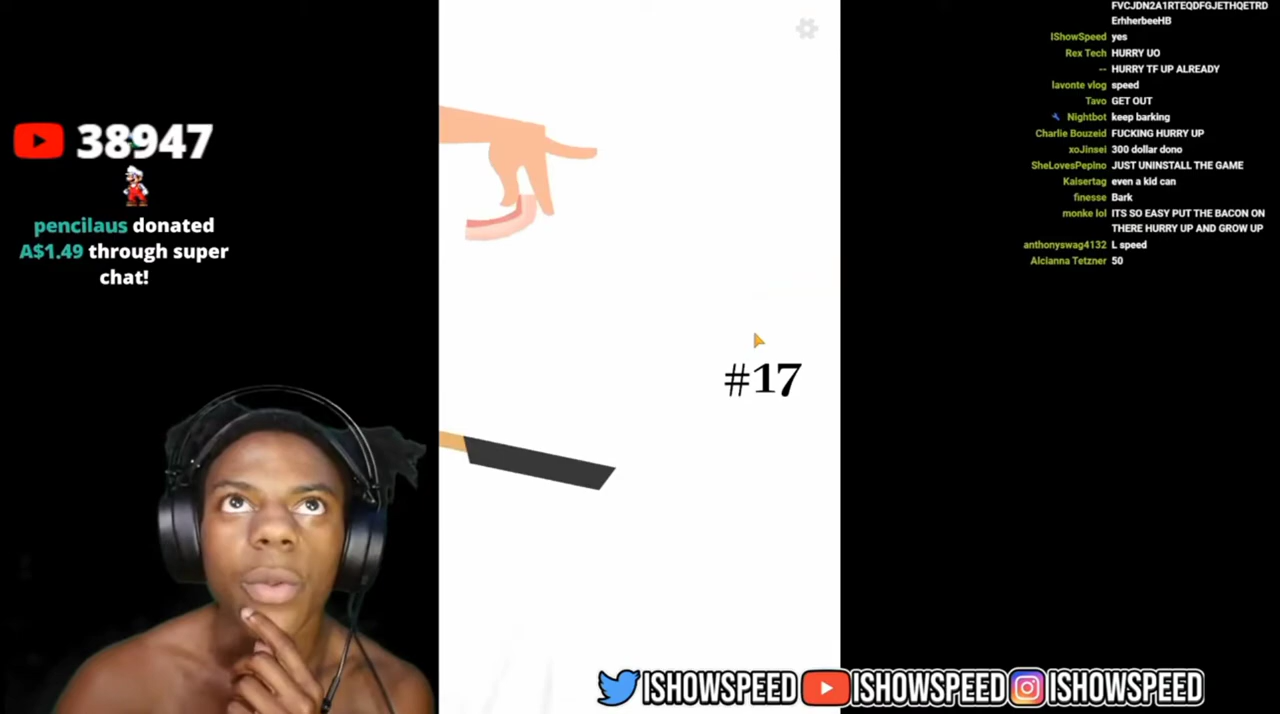 38947
pencilaus donated
A$1.49 through super
chat!
#17
FVCJDN2A1RTEQDFGJETHQETRD
ErhherbeeHB
IShowSpeed yes
Rex Tech HURRY UO
-- HURRY TF UP ALREADY
lavonte vlog speed
Tavo GET OUT
Nightbot keep barking
Charlie Bouzeid FUCKING HURRY UP
xoJinsei 300 dollar dono
SheLovesPepino JUST UNINSTALL THE GAME
Kaisertag even a kid can
finesse Bark
monke lol ITS SO EASY PUT THE BACON ON
THERE HURRY UP AND GROW UP
anthonyswag4132 L speed
Alcianna Tetzner 50
ISHOWSPEED ISHOWSPEED ISHOWSPEED